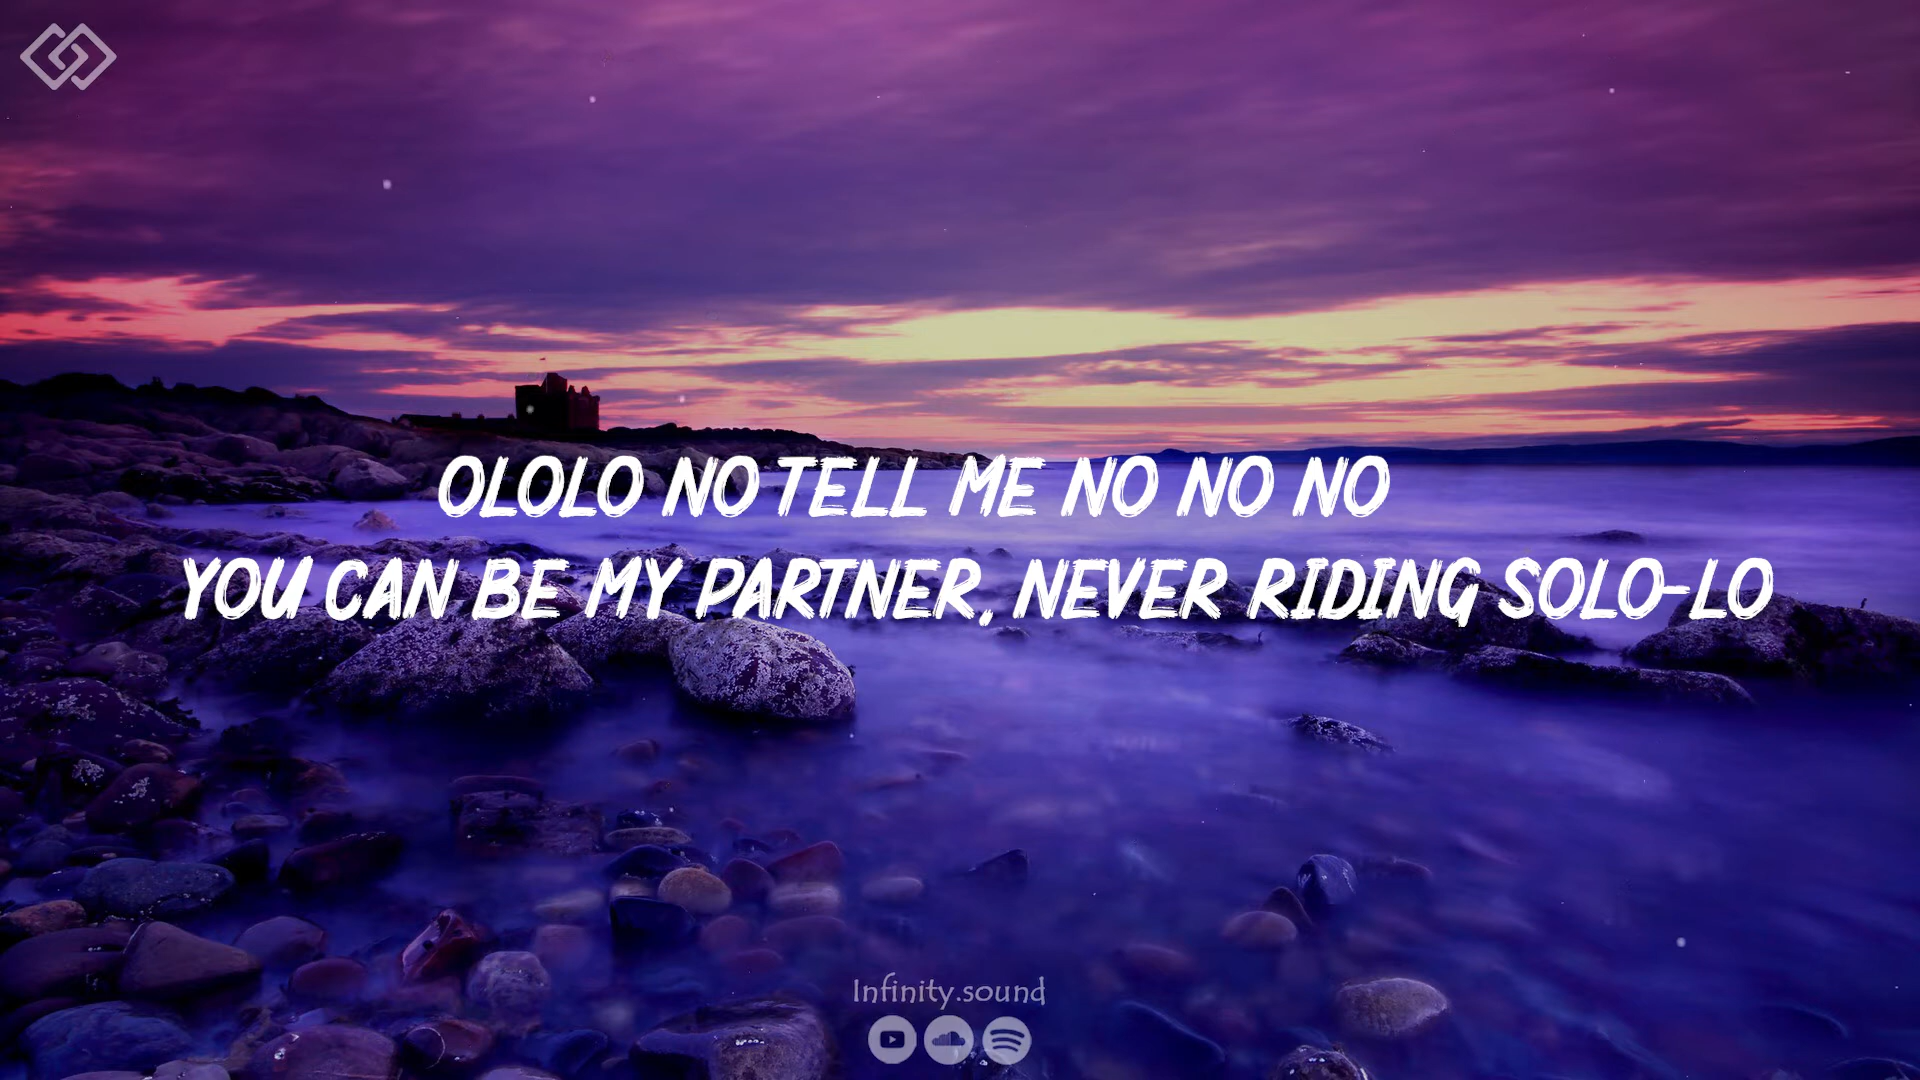 OLOLO NO TELL ME NO NO NO
YOU CAN BE MY PARTNER, NEVER RIDING SOLO-LO
Infinity.sound